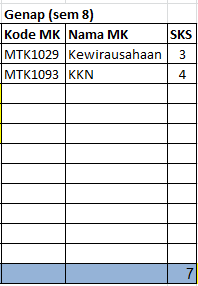 Genap (sem 8)
Kode MK Nama MK SKS
MTK1029 Kewirausahaan 3
MTK1093 KKN 4
7